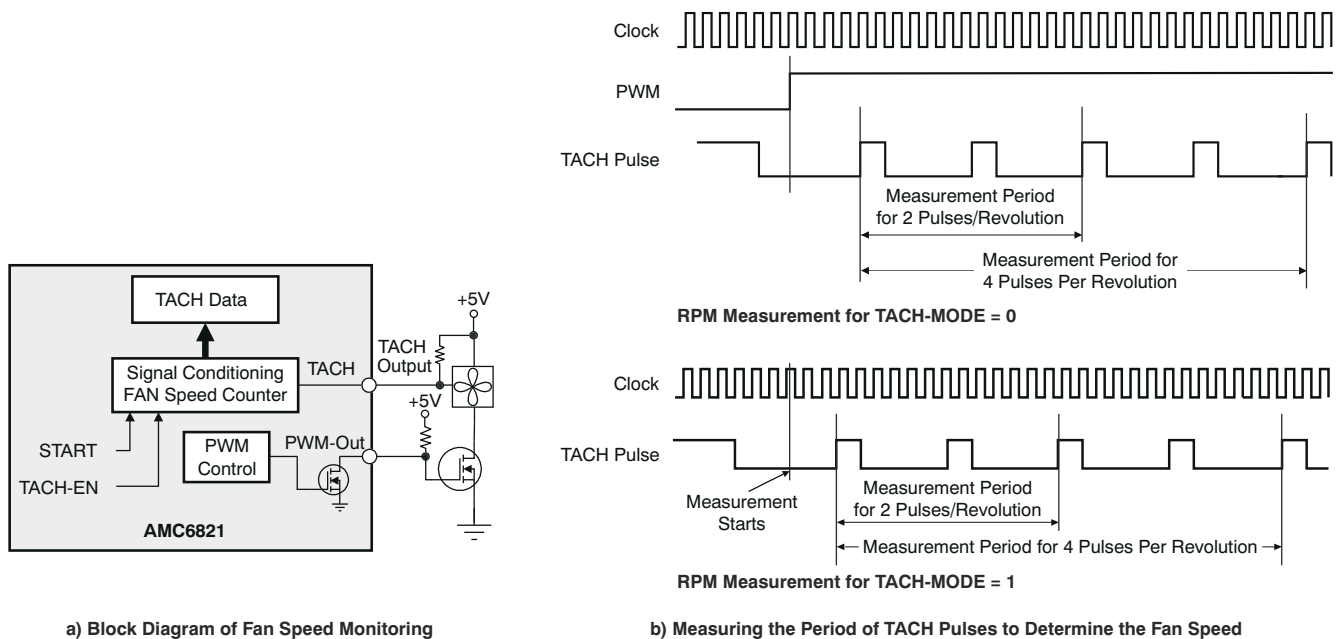 TACH Data
Signal Conditioning
FAN Speed Counter
TACH
TACH
Output
+5V
+5V
START
TACH-EN
PWM
Control
PWM-Out
AMC6821
a) Block Diagram of Fan Speed Monitoring
Clock
PWM
TACH Pulse
Measurement Period
for 2 Pulses/Revolution
Measurement Period for
4 Pulses Per Revolution
RPM Measurement for TACH-MODE = 0
Clock
TACH Pulse
Measurement
Starts
Measurement Period
for 2 Pulses/Revolution
Measurement Period for 4 Pulses Per Revolution
RPM Measurement for TACH-MODE = 1
b) Measuring the Period of TACH Pulses to Determine the Fan Speed